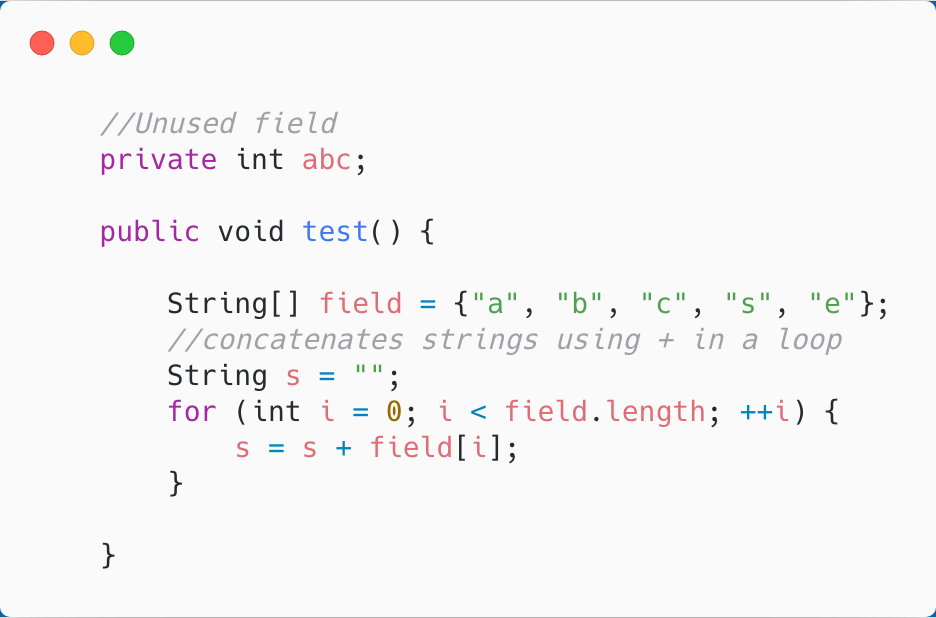 //Unused field
private int abc;
public void test() {
String[] field = {"a", "b", "c", "s", "e"};
//concatenates strings using + in a loop
String s = "";
for (int i = 0; i < field.length; ++i) {
s = s + field[i];
}
}